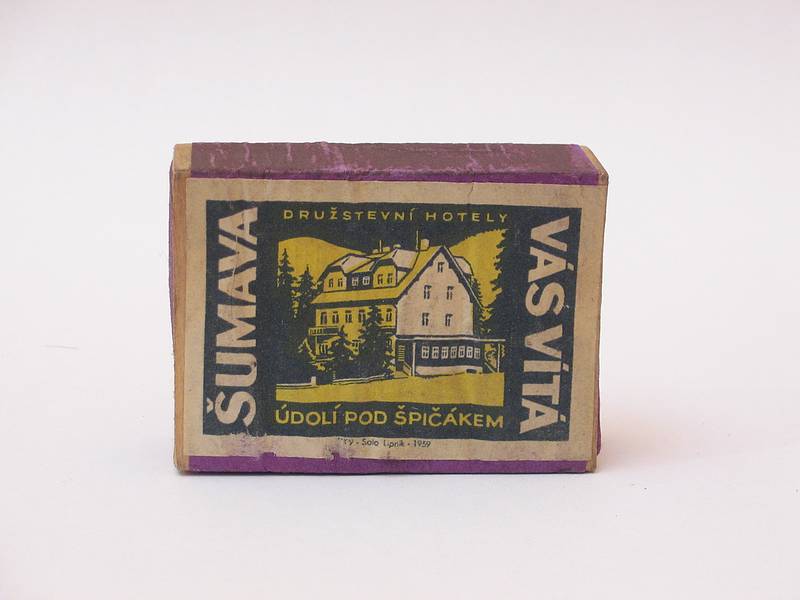 DRUŽSTEVNÍ HOTELY
ŠUMAVA
VÁS VÍTÁ
ÚDOLÍ POD ŠPIČÁKEM
- Solo Lipník - 1959